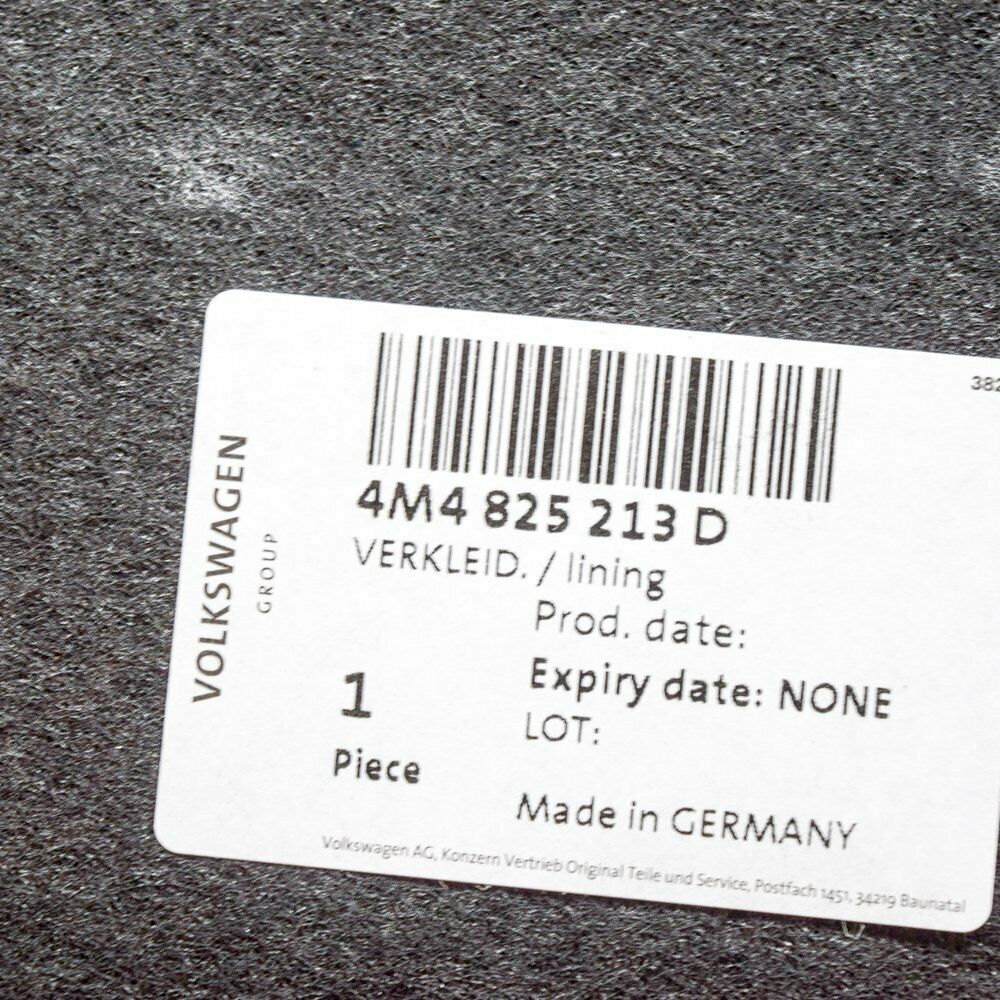 382
VOLKSWAGEN
GROUP
4M4 825 213 D
VERKLEID. / lining
Prod. date:
Expiry date: NONE
LOT:
1
Piece
Made in GERMANY
Volkswagen AG, Konzern Vertrieb Original Teile und Service, Postfach 1451, 34219 Baunatal